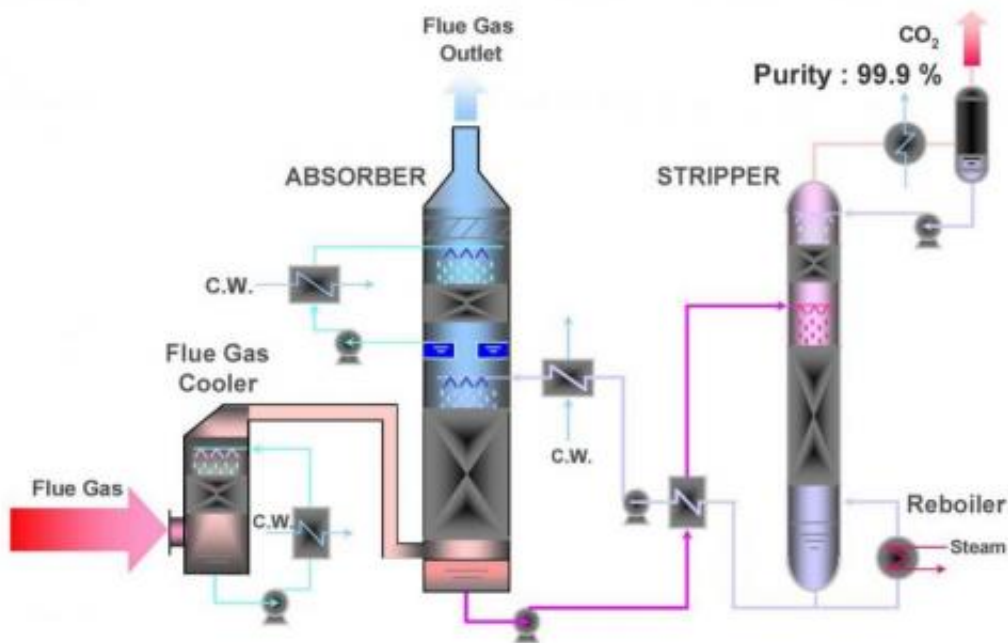 Flue Gas
Outlet
CO₂
Purity : 99.9 %
ABSORBER
STRIPPER
C.W.
Flue Gas
Cooler
C.W.
Flue Gas
C.W.
Reboiler
Steam